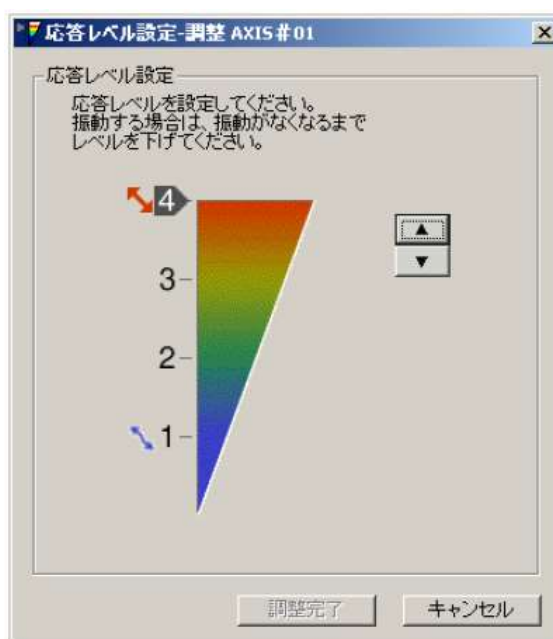 応答レベル設定-調整 AXIS#01
応答レベル設定
応答レベルを設定してください。
振動する場合は、振動がなくなるまで
レベルを下げてください。
4
3
2
1
調整完了
キャンセル